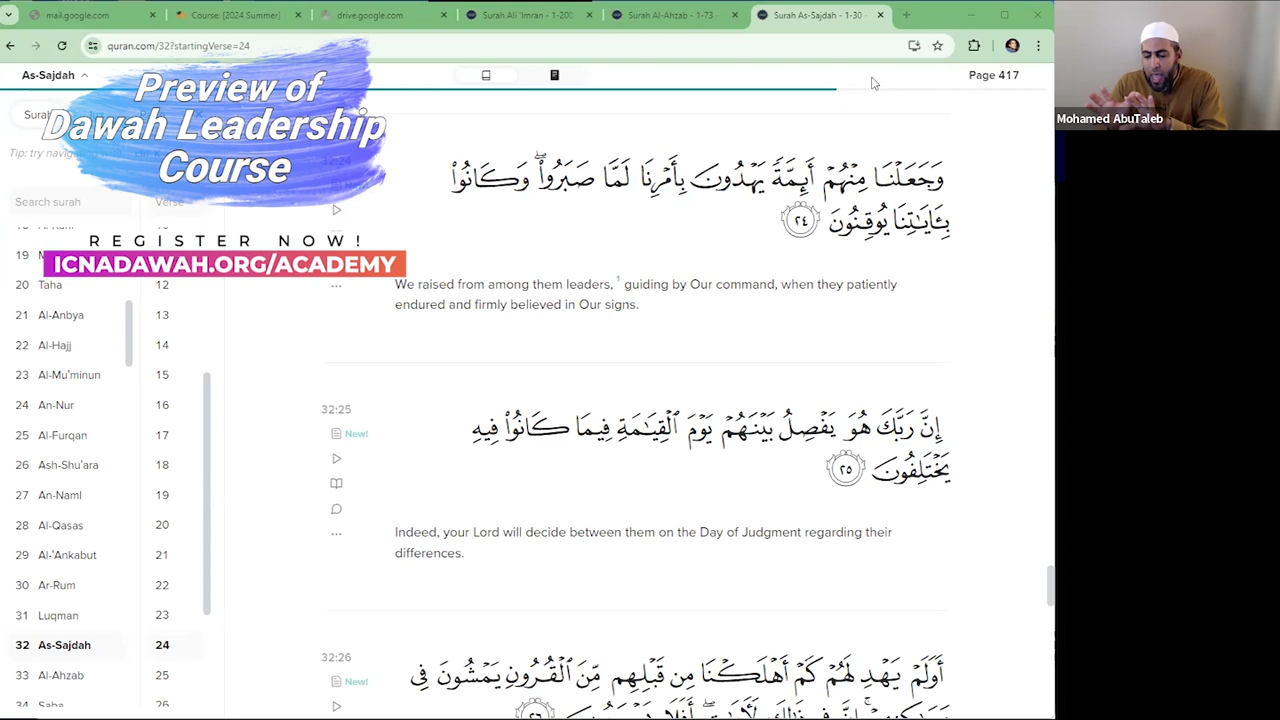 mail.google.com
Course: [2024 Summer]
drive.google.com
Surah Ali 'Imran - 1-200
Surah Al-Ahzab - 1-73 -
Surah As-Sajdah - 1-30 -
quran.com/32?startingVerse=24
As-Sajdah
Page 417
Preview of
Dawah Leadership
Course
REGISTER NOW!
ICNADAWAH.ORG/ACADEMY
Mohamed AbuTaleb
Search surah
Verse
19
20 Taha 12
21 Al-Anbya 13
22 Al-Hajj 14
23 Al-Mu'minun 15
24 An-Nur 16
25 Al-Furqan 17
26 Ash-Shu'ara 18
27 An-Naml 19
28 Al-Qasas 20
29 Al-'Ankabut 21
30 Ar-Rum 22
31 Luqman 23
32 As-Sajdah 24
33 Al-Ahzab 25
34 Saba 26
وَجَعَلْنَا مِنْهُمْ أَئِمَّةً يَهْدُونَ بِأَمْرِنَا لَمَّا صَبَرُوا۟ ۖ وَكَانُوا۟
بِـَٔايَـٰتِنَا يُوقِنُونَ ٢٤
We raised from among them leaders, 1 guiding by Our command, when they patiently
endured and firmly believed in Our signs.
32:25
New!
إِنَّ رَبَّكَ هُوَ يَفْصِلُ بَيْنَهُمْ يَوْمَ ٱلْقِيَـٰمَةِ فِيمَا كَانُوا۟ فِيهِ
يَخْتَلِفُونَ ٢٥
Indeed, your Lord will decide between them on the Day of Judgment regarding their
differences.
32:26
New!
أَوَلَمْ يَهْدِ لَهُمْ كَمْ أَهْلَكْنَا مِن قَبْلِهِم مِّنَ ٱلْقُرُونِ يَمْشُونَ فِى